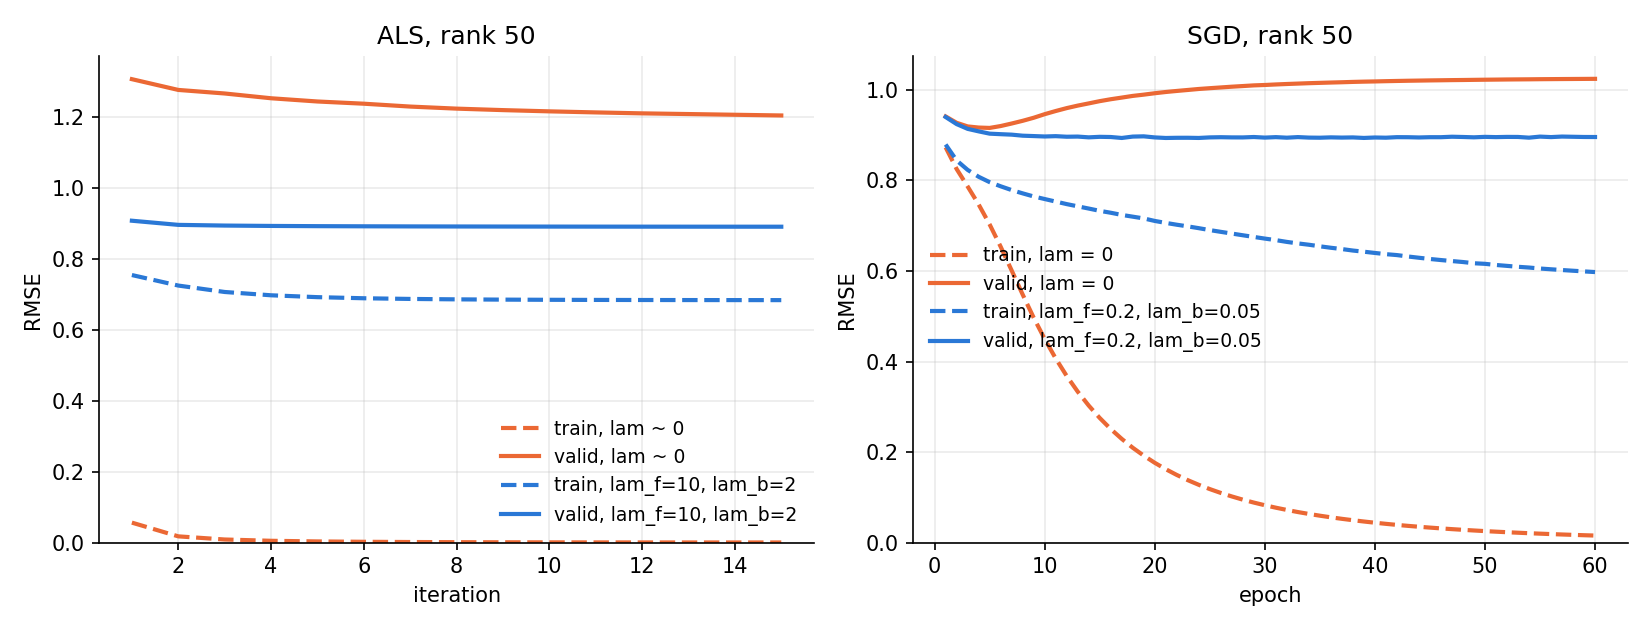 ALS, rank 50
RMSE
1.2
1.0
0.8
0.6
0.4
0.2
0.0
train, lam ~ 0
valid, lam ~ 0
train, lam_f=10, lam_b=2
valid, lam_f=10, lam_b=2
2 4 6 8 10 12 14
iteration
SGD, rank 50
RMSE
1.0
0.8
0.6
0.4
0.2
0.0
train, lam = 0
valid, lam = 0
train, lam_f=0.2, lam_b=0.05
valid, lam_f=0.2, lam_b=0.05
0 10 20 30 40 50 60
epoch